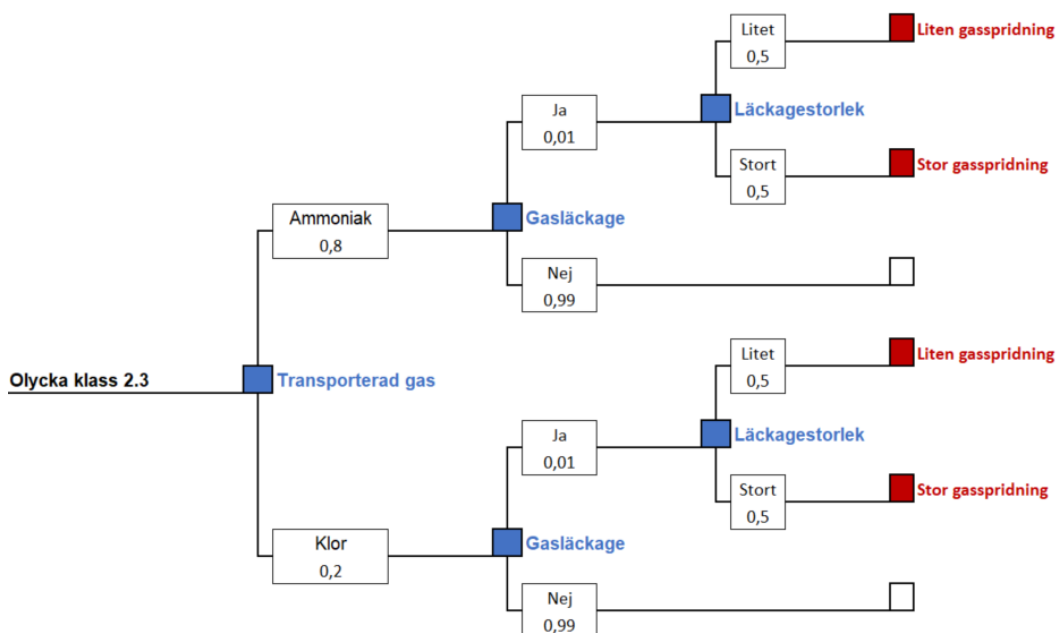 Litet
0,5
Liten gasspridning
Ja
0,01
Läckagestorlek
Stort
0,5
Stor gasspridning
Ammoniak
0,8
Gasläckage
Nej
0,99
Olycka klass 2.3
Transporterad gas
Litet
0,5
Liten gasspridning
Ja
0,01
Läckagestorlek
Stort
0,5
Stor gasspridning
Klor
0,2
Gasläckage
Nej
0,99